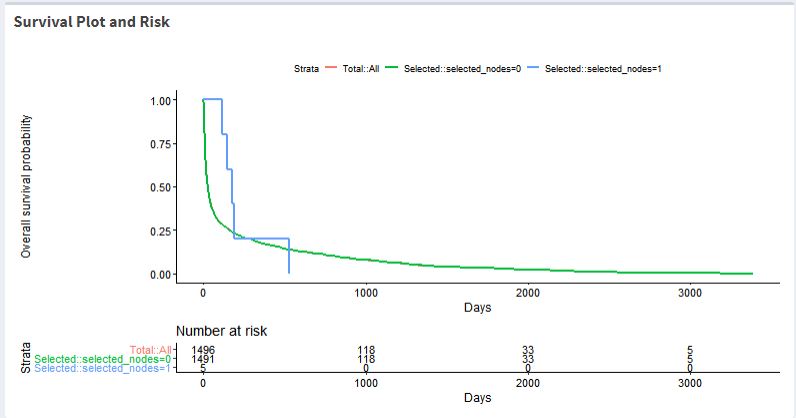 Survival Plot and Risk
Strata Total::All Selected::selected_nodes=0 Selected::selected_nodes=1
Overall survival probability
1.00
0.75
0.50
0.25
0.00
0 1000 2000 3000
Days
Number at risk
Strata
Total::All 1496 118 33 5
Selected::selected_nodes=0 1491 118 33 5
Selected::selected_nodes=1 5 0 0 0
0 1000 2000 3000
Days